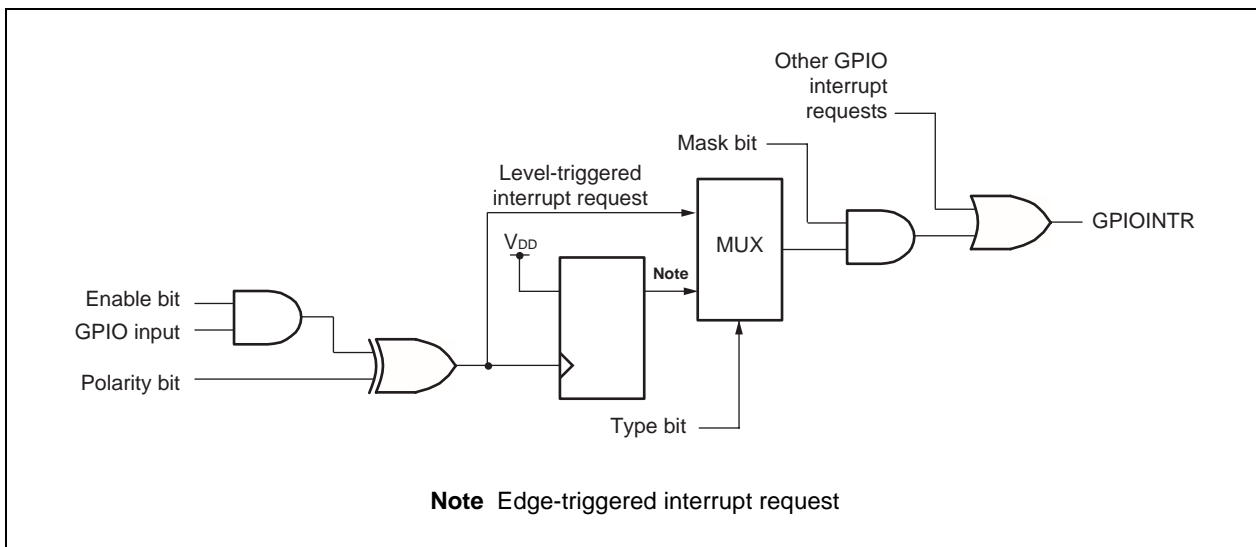 Other GPIO
interrupt
requests
Mask bit
Level-triggered
interrupt request
GPIOINTR
MUX
VDD
Note
Enable bit
GPIO input
Polarity bit
Type bit
Note Edge-triggered interrupt request